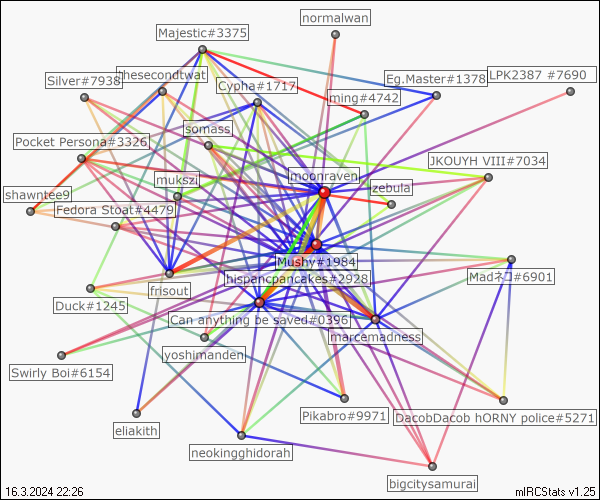 normalwan
Majestic#3375
Silver#7938
thesecondtwat
Cypha#1717
Eg.Master#1378
LPK2387 #7690
ming#4742
Pocket Persona#3326
somass
JKOUYH VIII#7034
mukszi
moonraven
zebula
shawntee9
Fedora Stoat#4479
Mushy#1984
hispancpancakes#2928
Madネコ#6901
frisout
Duck#1245
Can anything be saved#0396
marcemadness
yoshimanden
Swirly Boi#6154
Pikabro#9971
DacobDacob hORNY police#5271
eliakith
neokingghidorah
bigcitysamurai
16.3.2024 22:26
mIRCStats v1.25